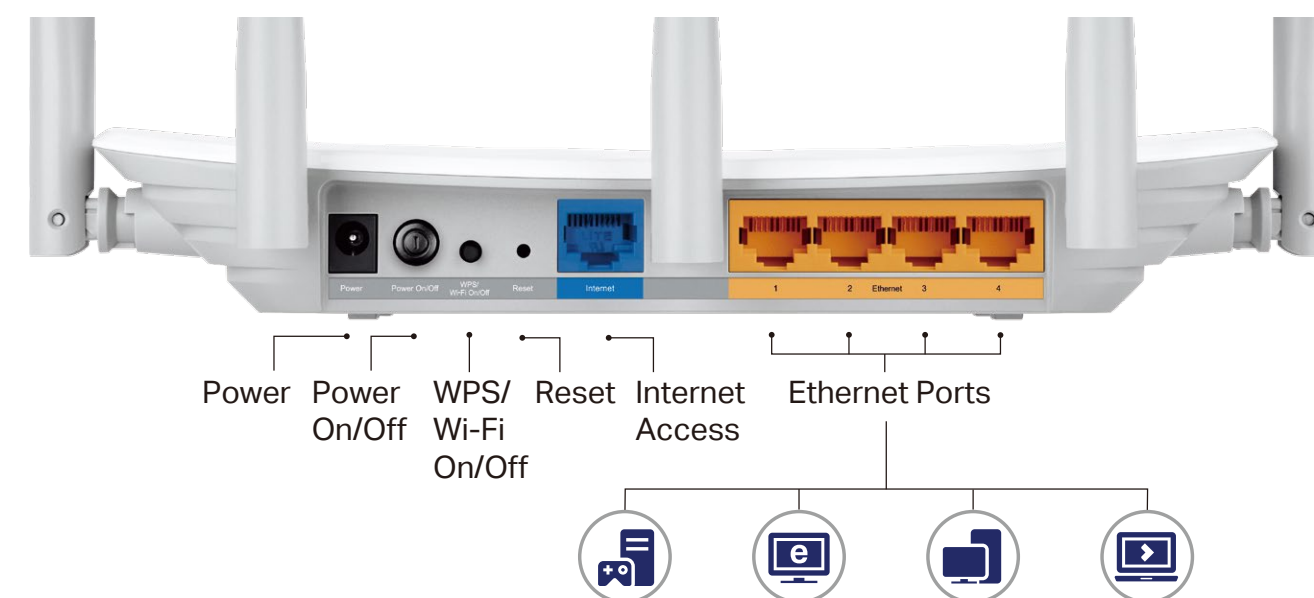 Power
Power On/Off
WPS/
Wi-Fi On/Off
Reset
Internet
1
2
Ethernet
3
4
Power
Power
On/Off
WPS/
Wi-Fi
On/Off
Reset
Internet
Access
Ethernet Ports
e